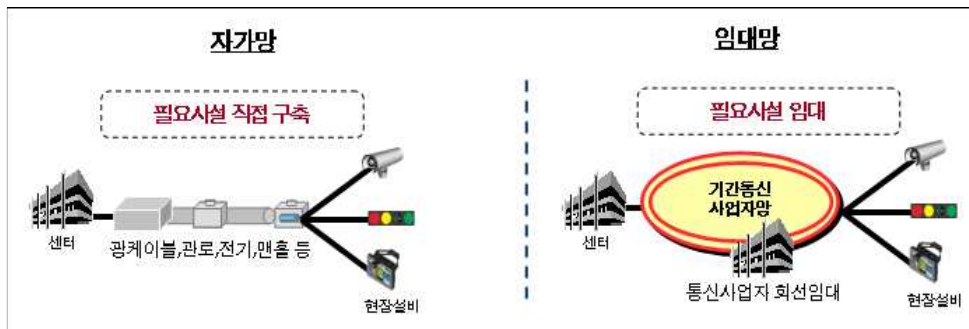 자가망
필요시설 직접 구축
센터
광케이블,관로,전기,맨홀 등
현장설비
임대망
필요시설 임대
기간통신
사업자망
센터
통신사업자 회선임대
현장설비